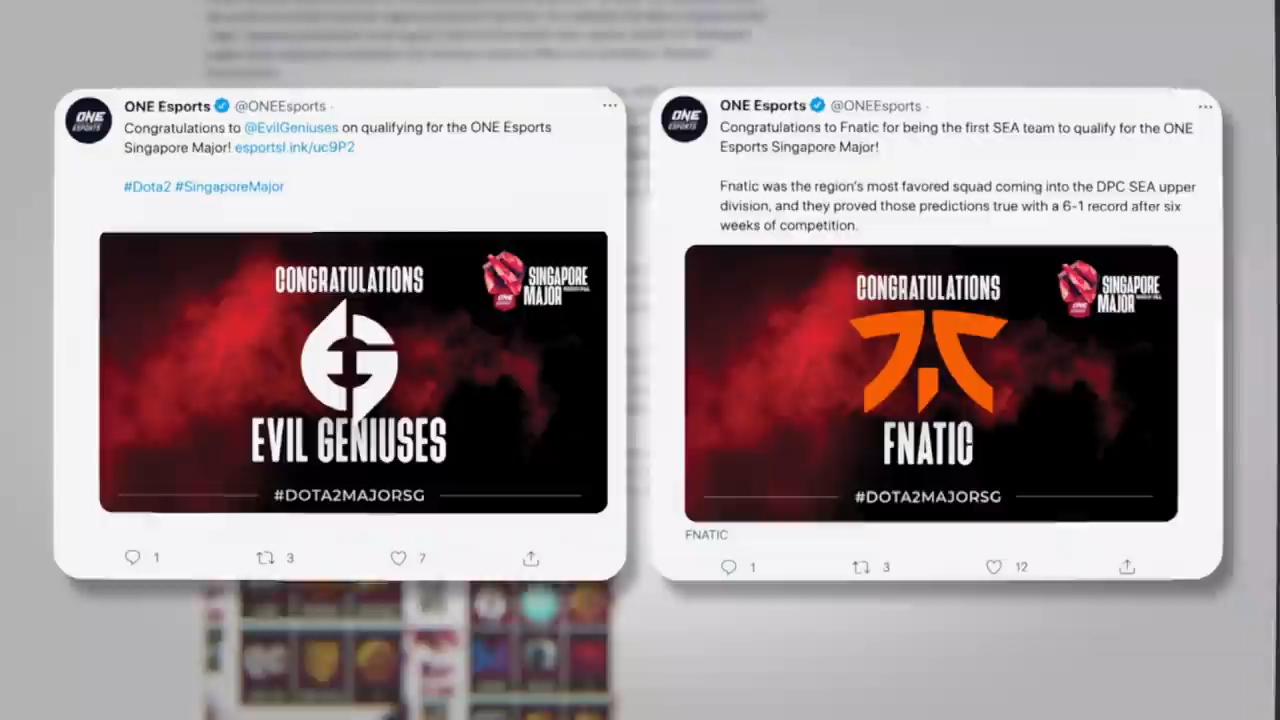 ONE Esports @ONEEsports ·
Congratulations to @EvilGeniuses on qualifying for the ONE Esports
Singapore Major! esportsl.ink/uc9P2
#Dota2 #SingaporeMajor
CONGRATULATIONS
SINGAPORE
MAJOR
EVIL GENIUSES
#DOTA2MAJORSG
1 3 7
ONE Esports @ONEEsports ·
Congratulations to Fnatic for being the first SEA team to qualify for the ONE
Esports Singapore Major!
Fnatic was the region's most favored squad coming into the DPC SEA upper
division, and they proved those predictions true with a 6-1 record after six
weeks of competition.
CONGRATULATIONS
SINGAPORE
MAJOR
FNATIC
#DOTA2MAJORSG
FNATIC
1 3 12
ONE
ESPORTS
ONE
ESPORTS